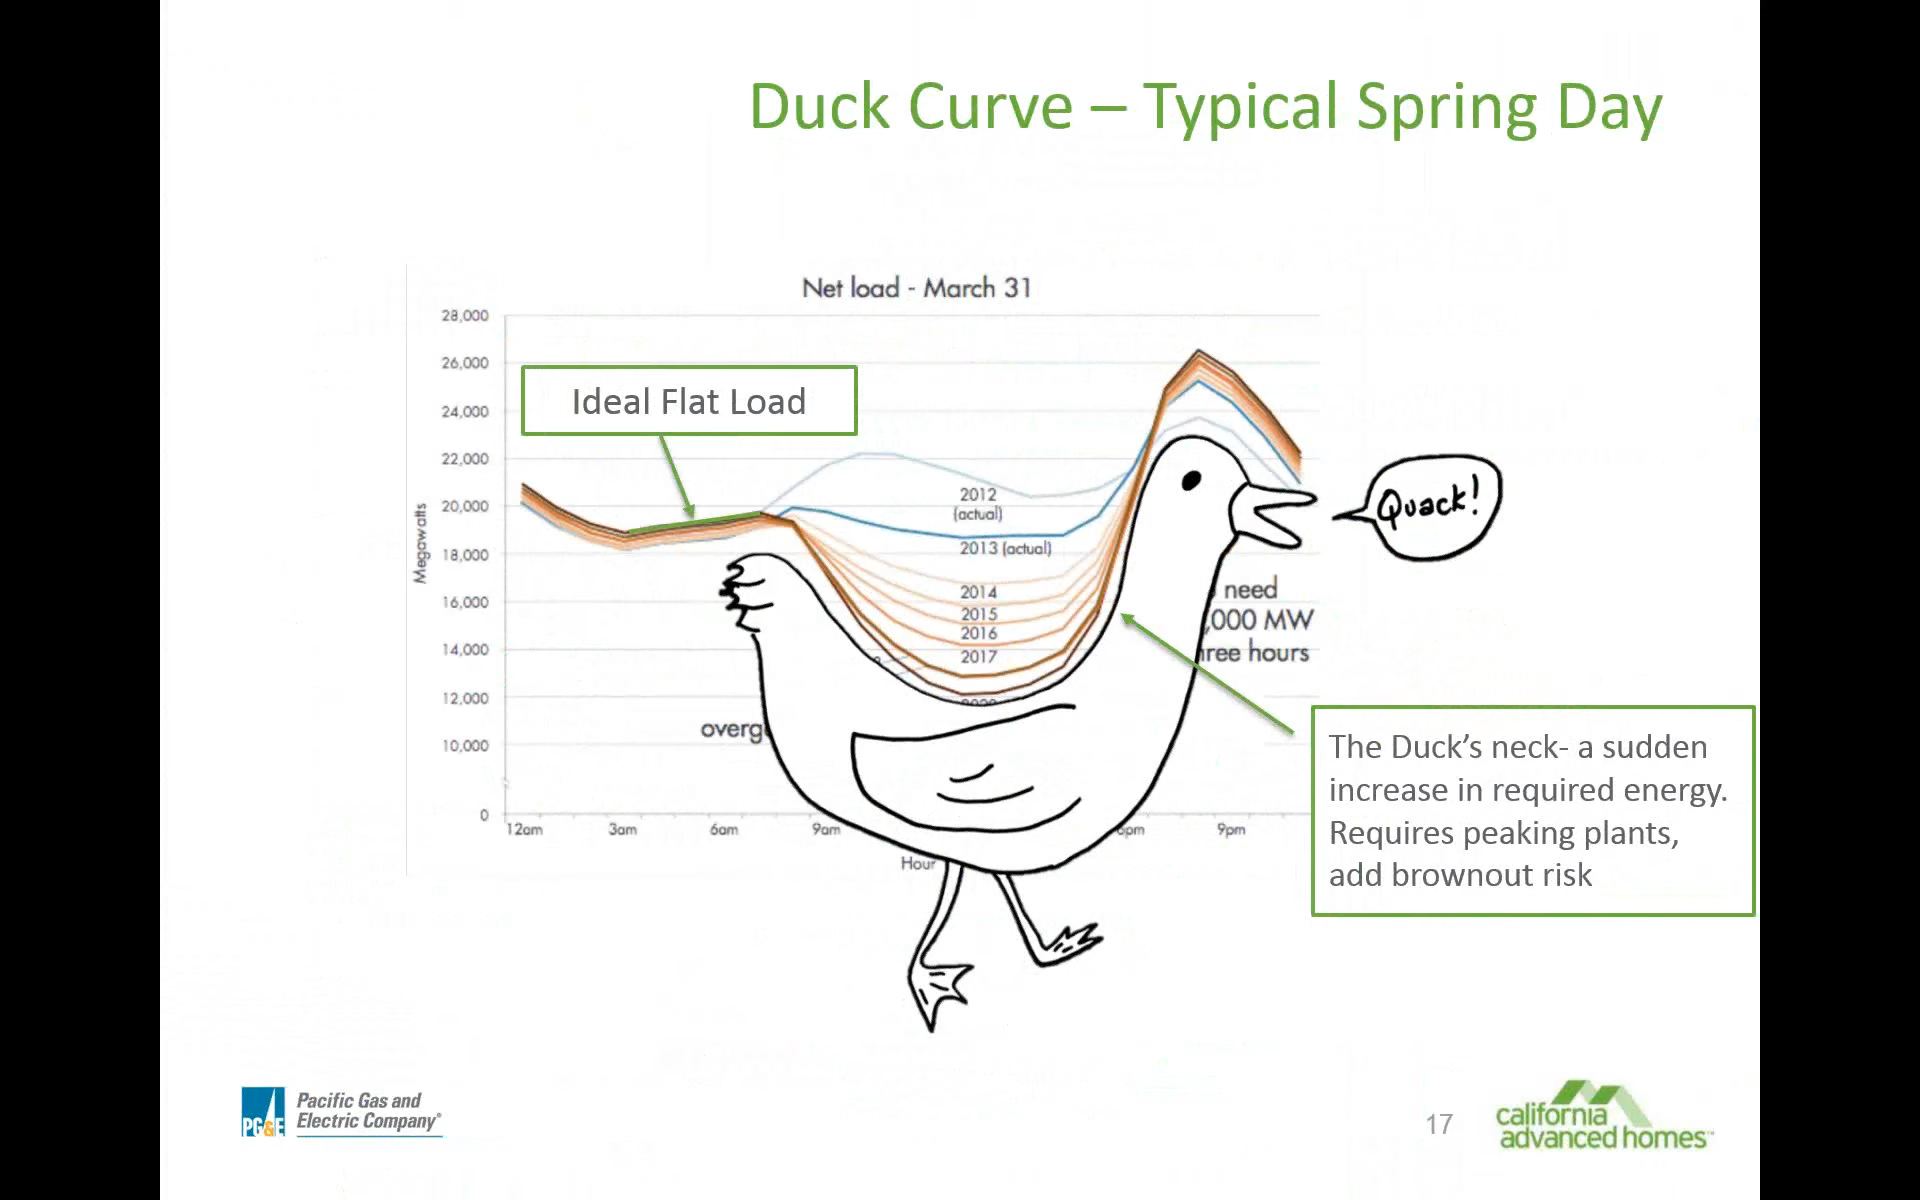 Duck Curve – Typical Spring Day
Net load - March 31
28,000
26,000
24,000
22,000
20,000
18,000
16,000
14,000
12,000
10,000
0
Megawatts
Ideal Flat Load
2012
(actual)
2013 (actual)
2014
2015
2016
2017
Quack!
need
,000 MW
hours
12am
3am
6am
9am
9pm
Hour
The Duck’s neck- a sudden
increase in required energy.
Requires peaking plants,
add brownout risk
PG&E
Pacific Gas and
Electric Company®
17
california
advanced homes™